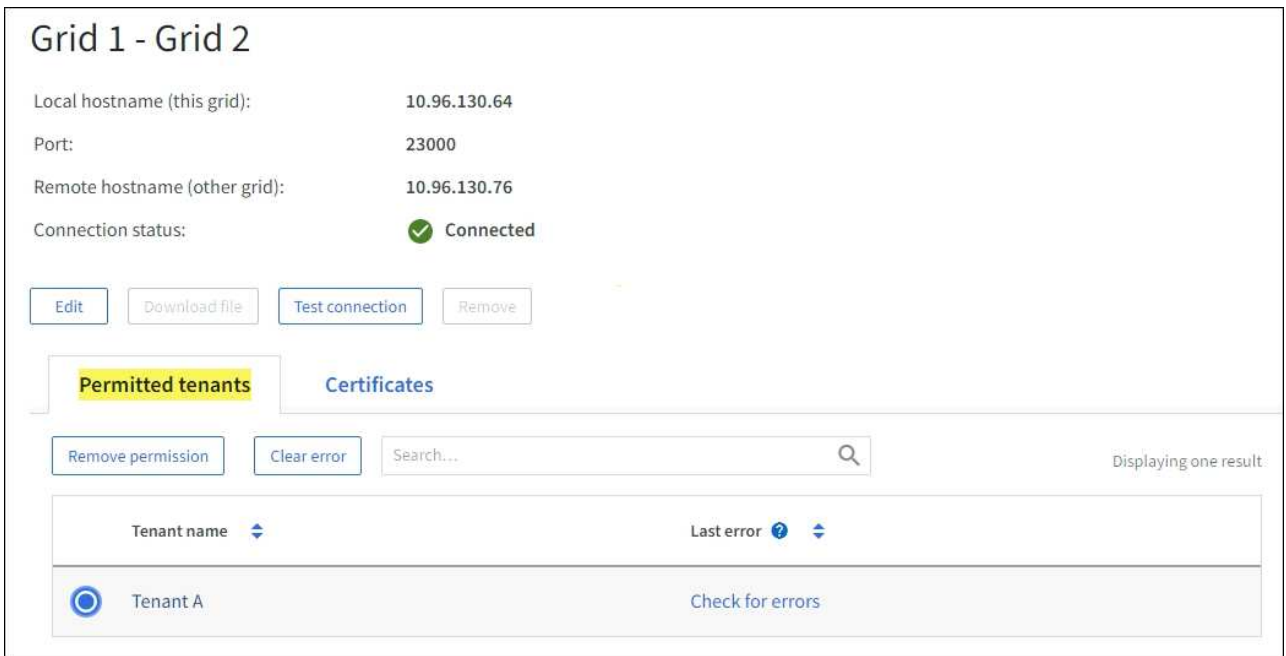 Grid 1 - Grid 2
Local hostname (this grid): 10.96.130.64
Port: 23000
Remote hostname (other grid): 10.96.130.76
Connection status: Connected
Edit Download file Test connection Remove
Permitted tenants Certificates
Remove permission Clear error Search... Displaying one result
Tenant name Last error ?
Tenant A Check for errors